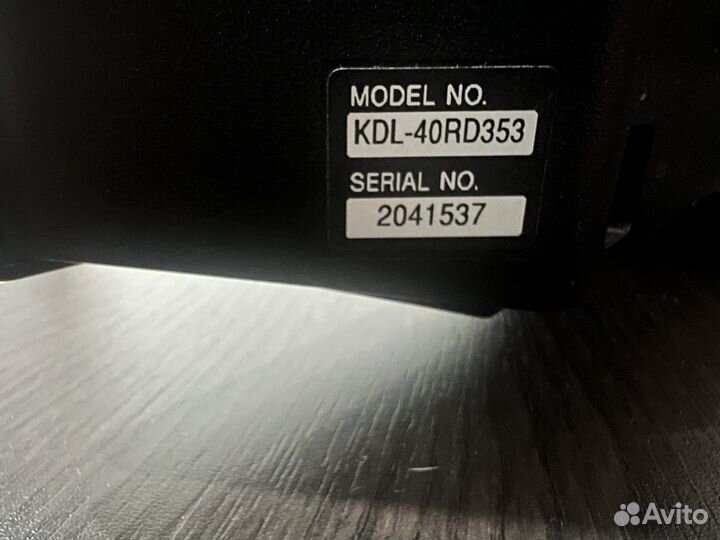 MODEL NO.
KDL-40RD353
SERIAL NO.
2041537
Avito